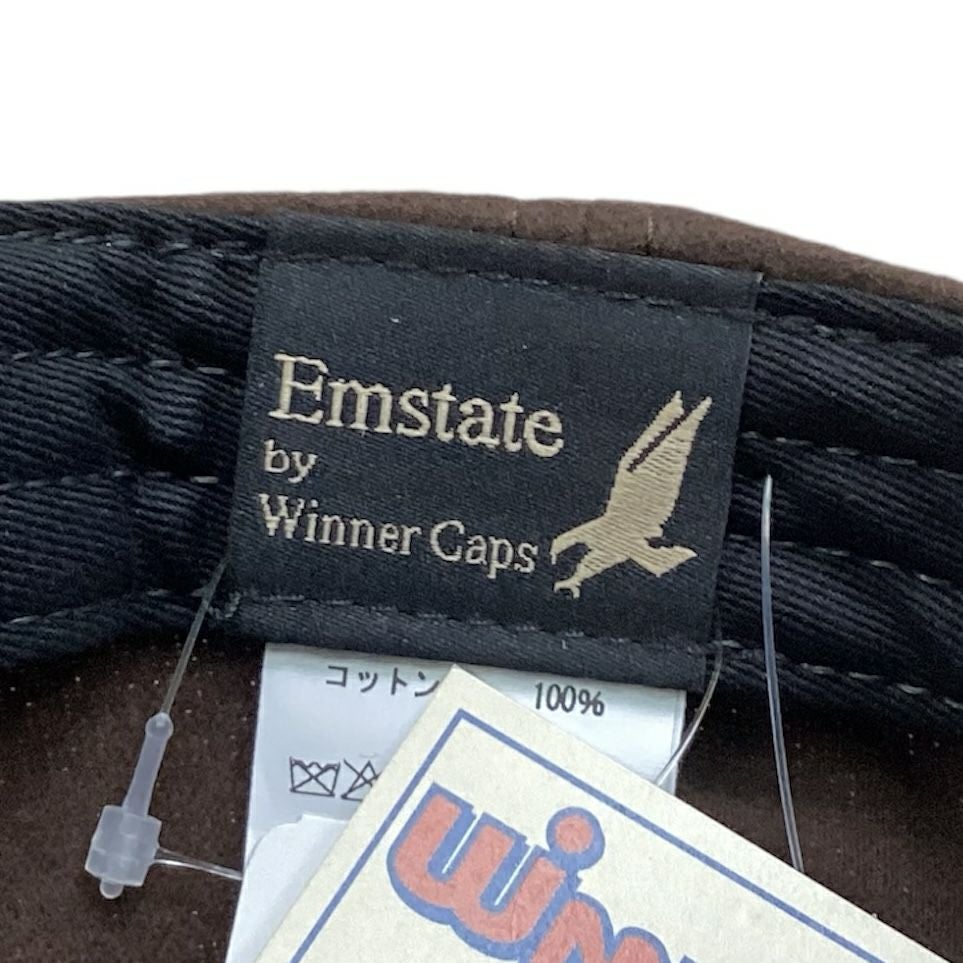 Emstate
by
Winner Caps
コットン 100%